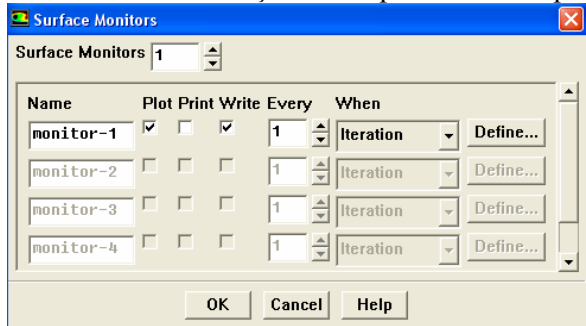 Surface Monitors
Surface Monitors 1
Name Plot Print Write Every When
monitor-1 1 Iteration Define...
monitor-2 1 Iteration Define...
monitor-3 1 Iteration Define...
monitor-4 1 Iteration Define...
OK Cancel Help